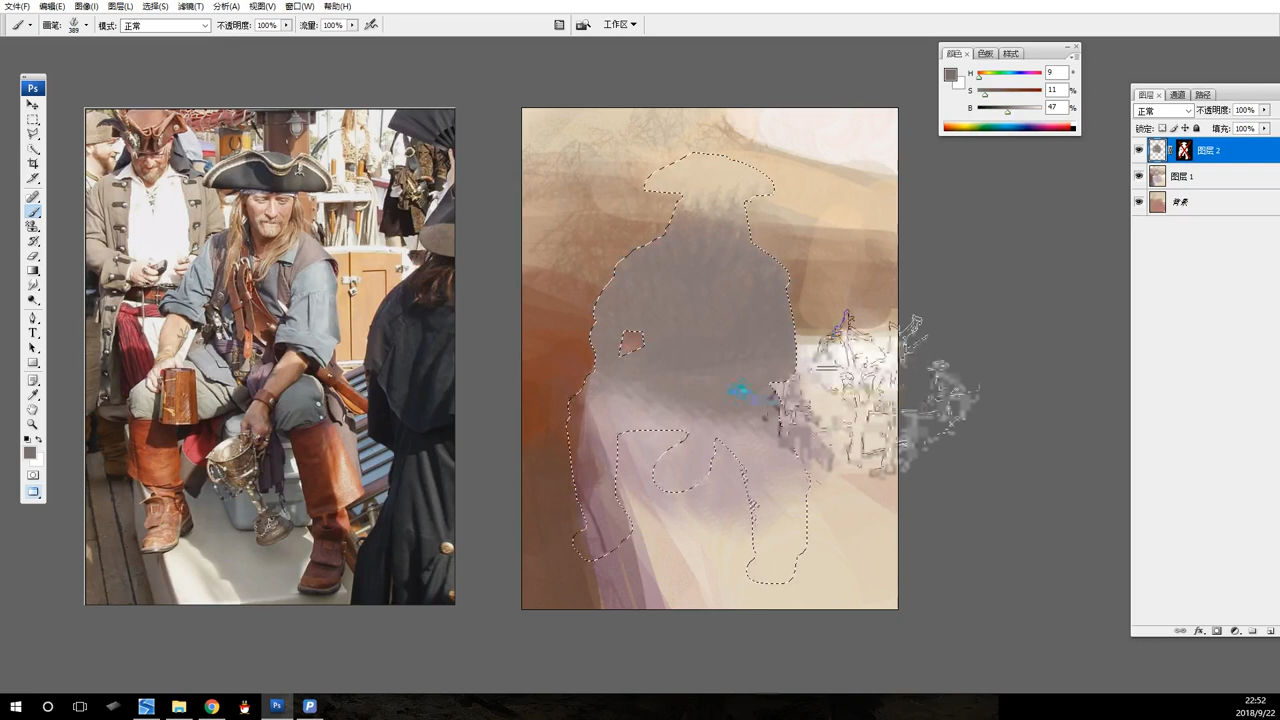 文件(F) 编辑(E) 图像(I) 图层(L) 选择(S) 滤镜(T) 分析(A) 视图(V) 窗口(W) 帮助(H)
画笔: 389 模式: 正常 不透明度: 100% 流量: 100% 工作区
颜色 色板 样式
H 9 °
S 11 %
B 47 %
Ps
图层 通道 路径
正常 不透明度: 100%
锁定: 填充: 100%
图层 2
图层 1
背景
T
Ps P
22:52
2018/9/22